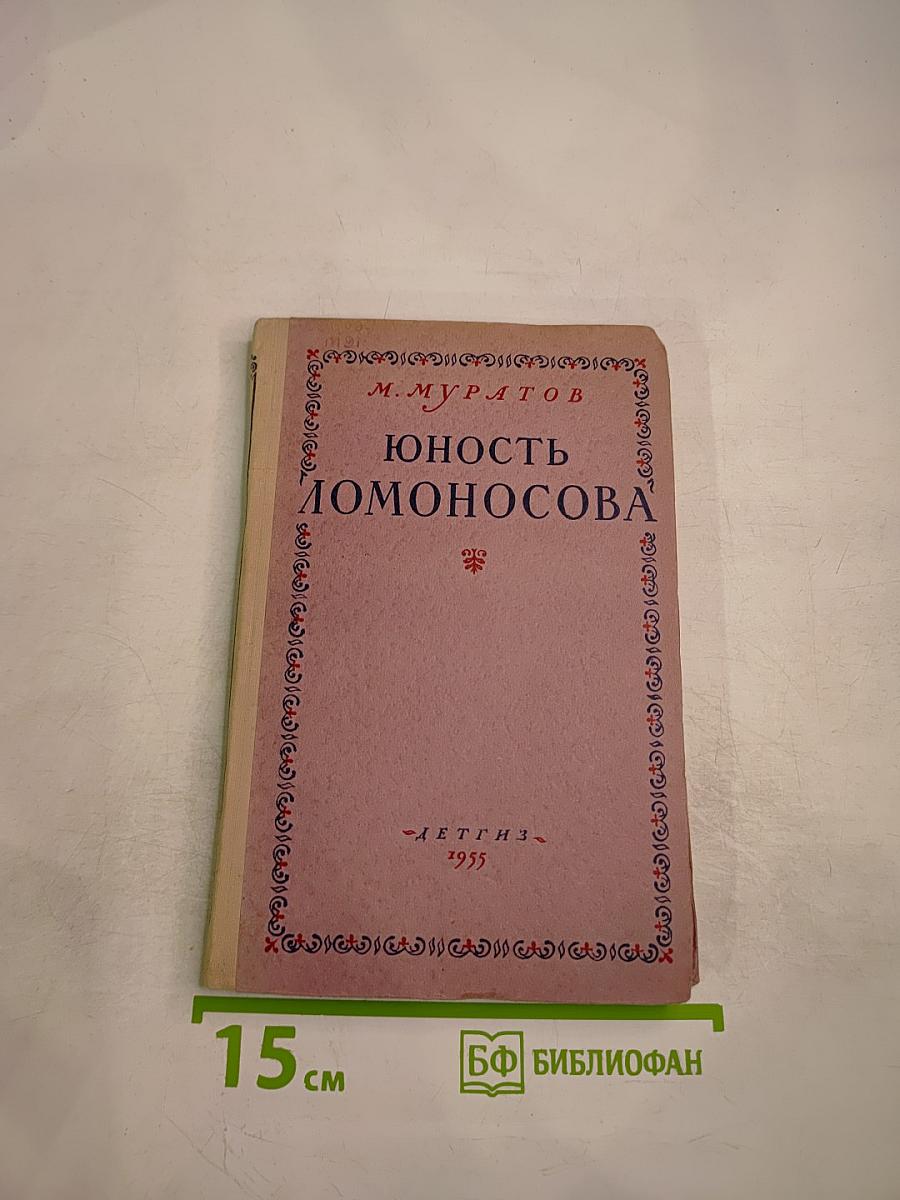 М. МУРАТОВ
ЮНОСТЬ
ЛОМОНОСОВА
ДЕТГИЗ
1955
15 см
БФ БИБЛИОФАН